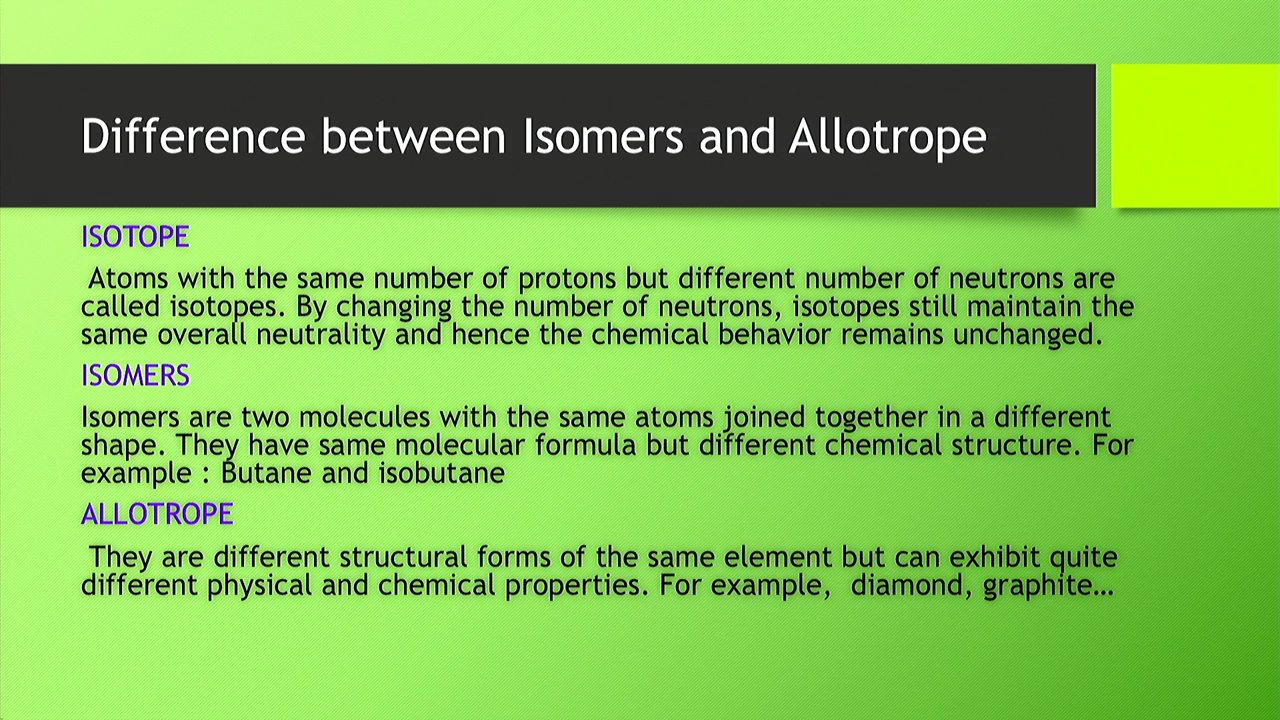 Difference between Isomers and Allotrope
ISOTOPE
Atoms with the same number of protons but different number of neutrons are
called isotopes. By changing the number of neutrons, isotopes still maintain the
same overall neutrality and hence the chemical behavior remains unchanged.
ISOMERS
Isomers are two molecules with the same atoms joined together in a different
shape. They have same molecular formula but different chemical structure. For
example : Butane and isobutane
ALLOTROPE
They are different structural forms of the same element but can exhibit quite
different physical and chemical properties. For example,  diamond, graphite…